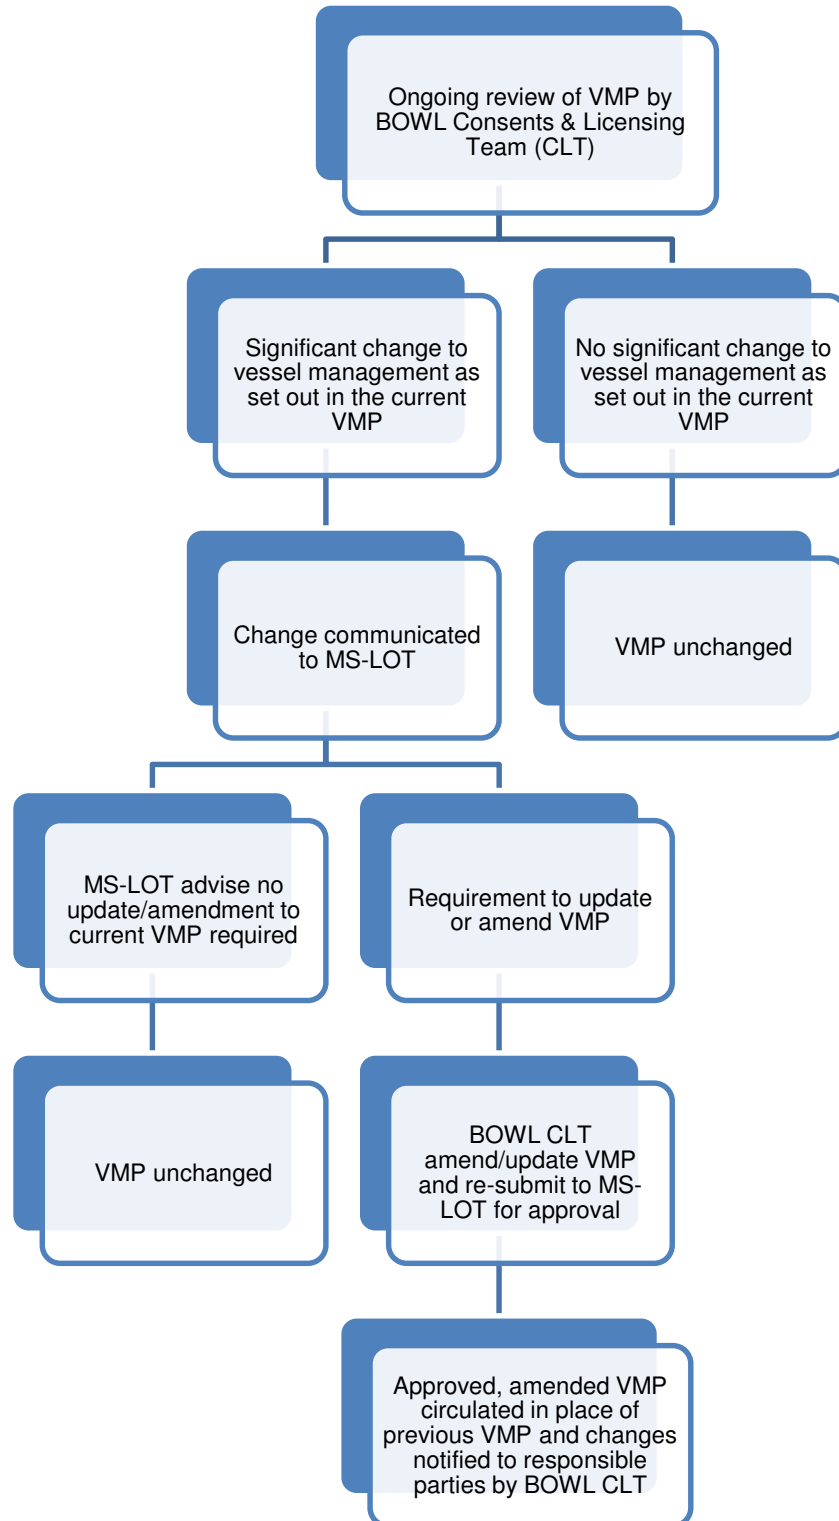 Ongoing review of VMP by
BOWL Consents & Licensing
Team (CLT)
Significant change to
vessel management as
set out in the current
VMP
No significant change to
vessel management as
set out in the current
VMP
Change communicated
to MS-LOT
VMP unchanged
MS-LOT advise no
update/amendment to
current VMP required
Requirement to update
or amend VMP
VMP unchanged
BOWL CLT
amend/update VMP
and re-submit to MS-
LOT for approval
Approved, amended VMP
circulated in place of
previous VMP and changes
notified to responsible
parties by BOWL CLT